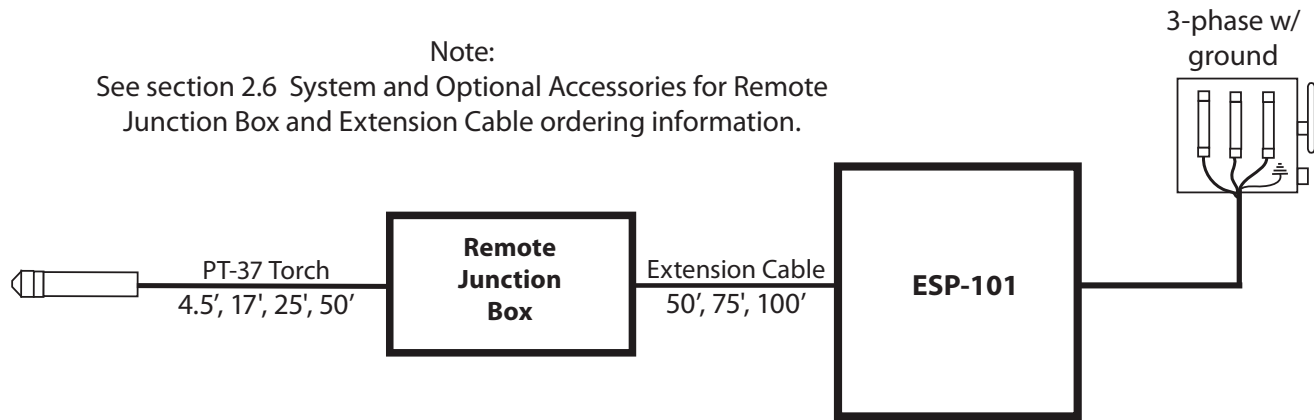 Note:
See section 2.6  System and Optional Accessories for Remote
Junction Box and Extension Cable ordering information.
3-phase w/
ground
PT-37 Torch
4.5′, 17', 25′, 50′
Remote
Junction
Box
Extension Cable
50′, 75', 100′
ESP-101